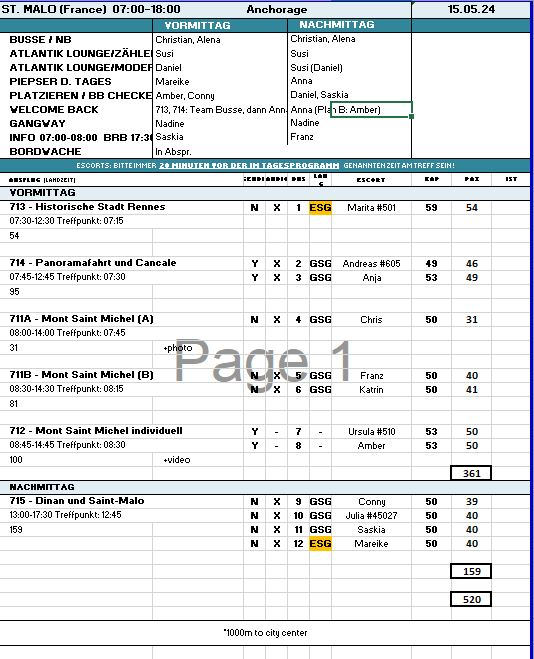 ST. MALO (France) 07:00-18:00 Anchorage 15.05.24
VORMITTAG NACHMITTAG
BUSSE / NB Christian, Alena Christian, Alena
ATLANTIK LOUNGE/ZÄHLE Susi Susi
ATLANTIK LOUNGE/MODER Daniel Susi (Daniel)
PIEPSER D. TAGES Mareike Anna
PLATZIEREN / BB CHECKE Amber, Conny Daniel, Saskia
WELCOME BACK 713, 714: Team Busse, dann Anna Anna (Plan B: Amber)
GANGWAY Nadine Nadine
INFO 07:00-08:00 BRB 17:30 Saskia Franz
BORDWACHE In Abspr.
ESCORTS: BITTE IMMER 20 MINUTEN VOR DER IM TAGESPROGRAMM GENANNTEN ZEIT AM TREFF SEIN!
AUSFLUG (LANDZEIT) BUS LANG ESCORT KAP PAX IST
VORMITTAG
713 - Historische Stadt Rennes N X 1 ESG Marita #501 59 54
07:30-12:30 Treffpunkt: 07:15
54
714 - Panoramafahrt und Cancale Y X 2 GSG Andreas #605 49 46
07:45-12:45 Treffpunkt: 07:30 Y X 3 GSG Anja 53 49
95
711A - Mont Saint Michel (A) N X 4 GSG Chris 50 31
08:00-14:00 Treffpunkt: 07:45
31 +photo
Page 1
711B - Mont Saint Michel (B) N X 5 GSG Franz 50 40
08:30-14:30 Treffpunkt: 08:15 N X 6 GSG Katrin 50 41
81
712 - Mont Saint Michel individuell Y - 7 - Ursula #510 53 50
08:45-14:45 Treffpunkt: 08:30 Y - 8 - Amber 53 50
100 +video
361
NACHMITTAG
715 - Dinan und Saint-Malo N X 9 GSG Conny 50 39
13:00-17:30 Treffpunkt: 12:45 N X 10 GSG Julia #45027 50 40
159 N X 11 GSG Saskia 50 40
N X 12 ESG Mareike 50 40
159
520
*1000m to city center